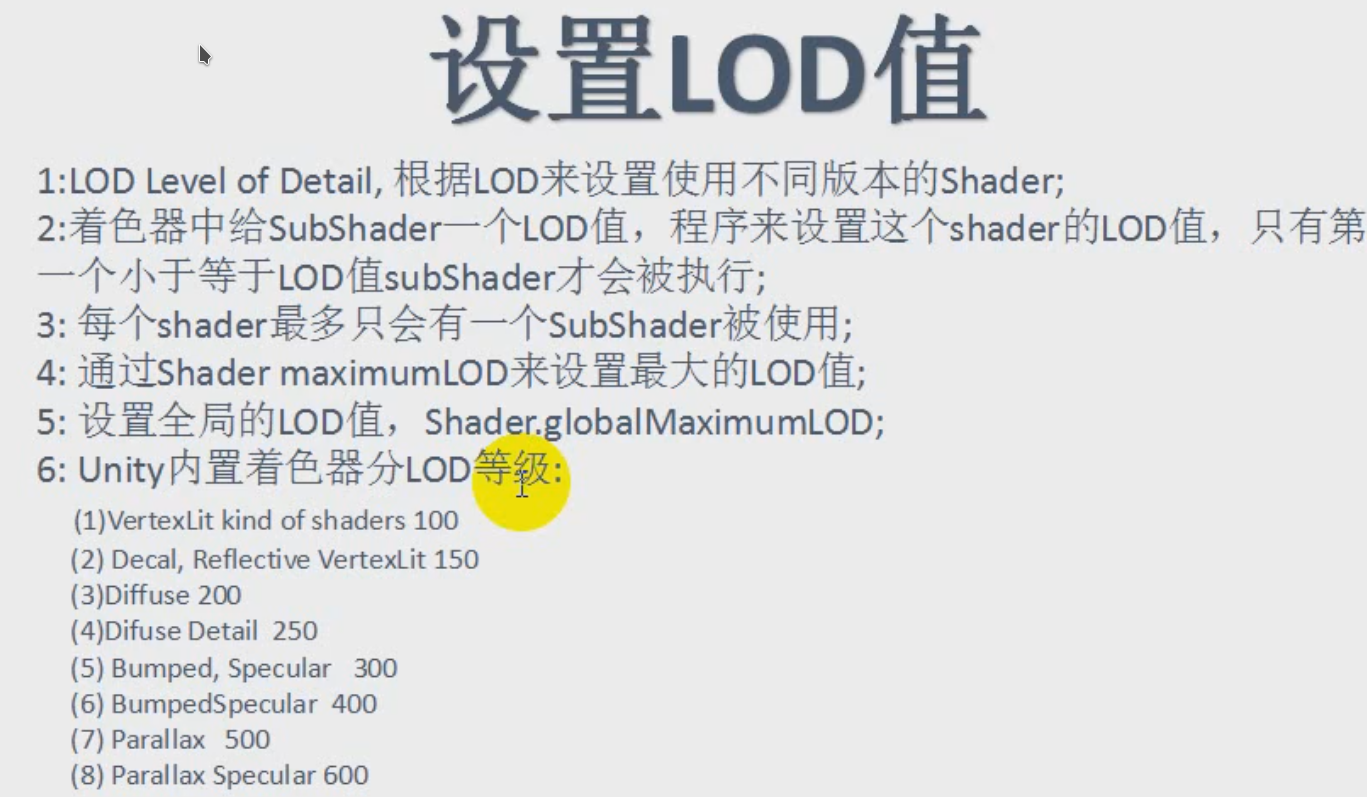 设置LOD值
1:LOD Level of Detail, 根据LOD来设置使用不同版本的Shader;
2:着色器中给SubShader一个LOD值，程序来设置这个shader的LOD值，只有第
一个小于等于LOD值subShader才会被执行;
3: 每个shader最多只会有一个SubShader被使用;
4: 通过Shader maximumLOD来设置最大的LOD值;
5: 设置全局的LOD值，Shader.globalMaximumLOD;
6: Unity内置着色器分LOD等级:
(1)VertexLit kind of shaders 100
(2) Decal, Reflective VertexLit 150
(3)Diffuse 200
(4)Difuse Detail 250
(5) Bumped, Specular 300
(6) BumpedSpecular 400
(7) Parallax 500
(8) Parallax Specular 600